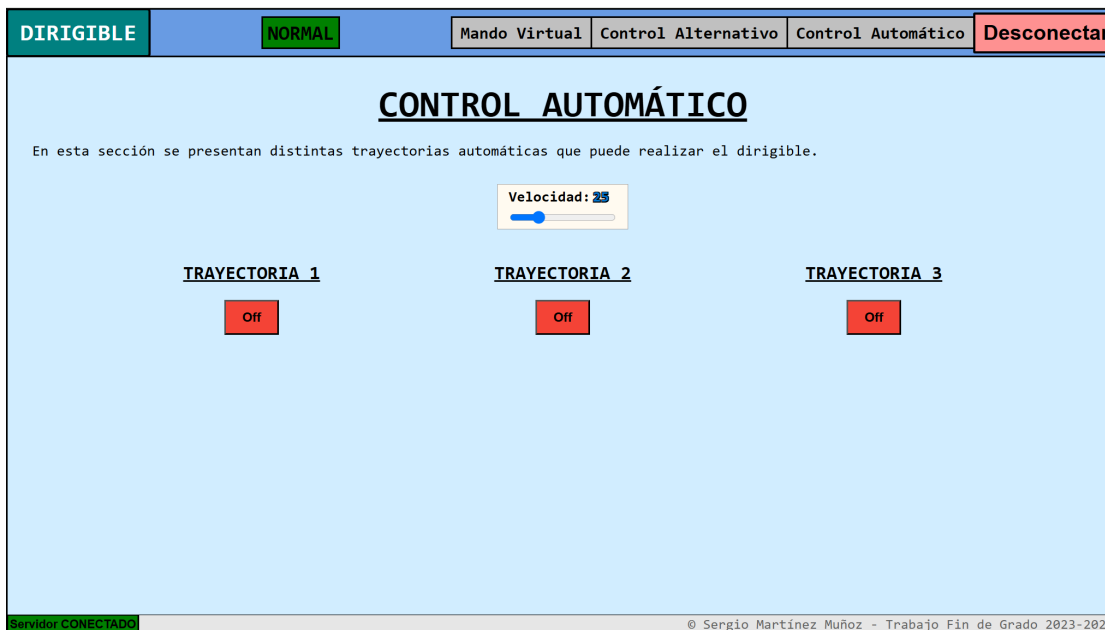 DIRIGIBLE NORMAL Mando Virtual Control Alternativo Control Automático Desconectar
CONTROL AUTOMÁTICO
En esta sección se presentan distintas trayectorias automáticas que puede realizar el dirigible.
Velocidad: 25
TRAYECTORIA 1 TRAYECTORIA 2 TRAYECTORIA 3
Off Off Off
Servidor CONECTADO © Sergio Martínez Muñoz - Trabajo Fin de Grado 2023-202